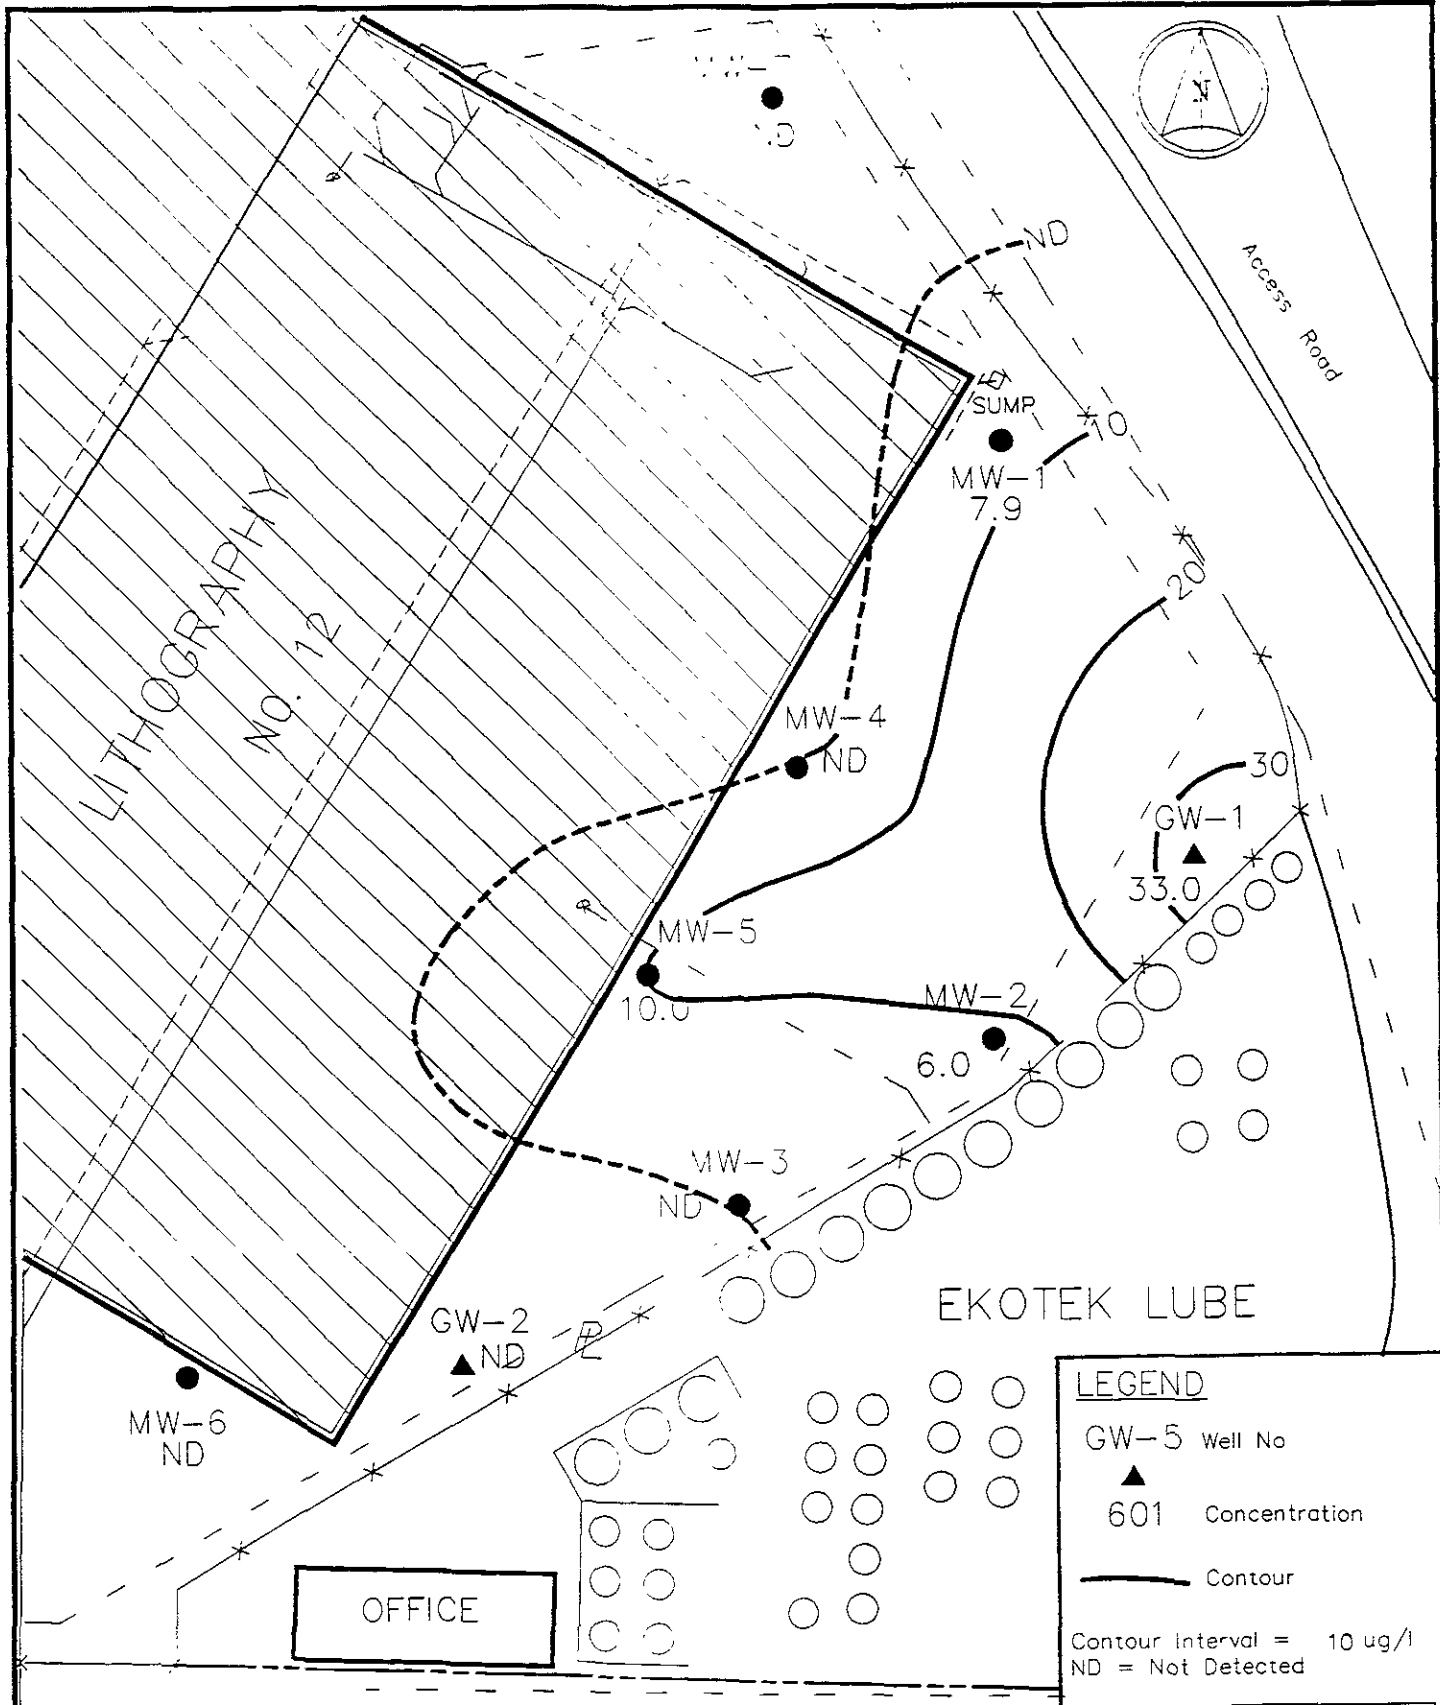 N
ND
Access Road
SUMP
10
MW-1
7.9
LITHOGRAPHY
NO. 12
20
MW-4
ND
30
GW-1
33.0
MW-5
10.0
MW-2
6.0
MW-3
ND
EKOTEK LUBE
GW-2
ND
MW-6
ND
OFFICE
LEGEND
GW-5 Well No
601 Concentration
Contour
Contour Interval = 10 ug/l
ND = Not Detected